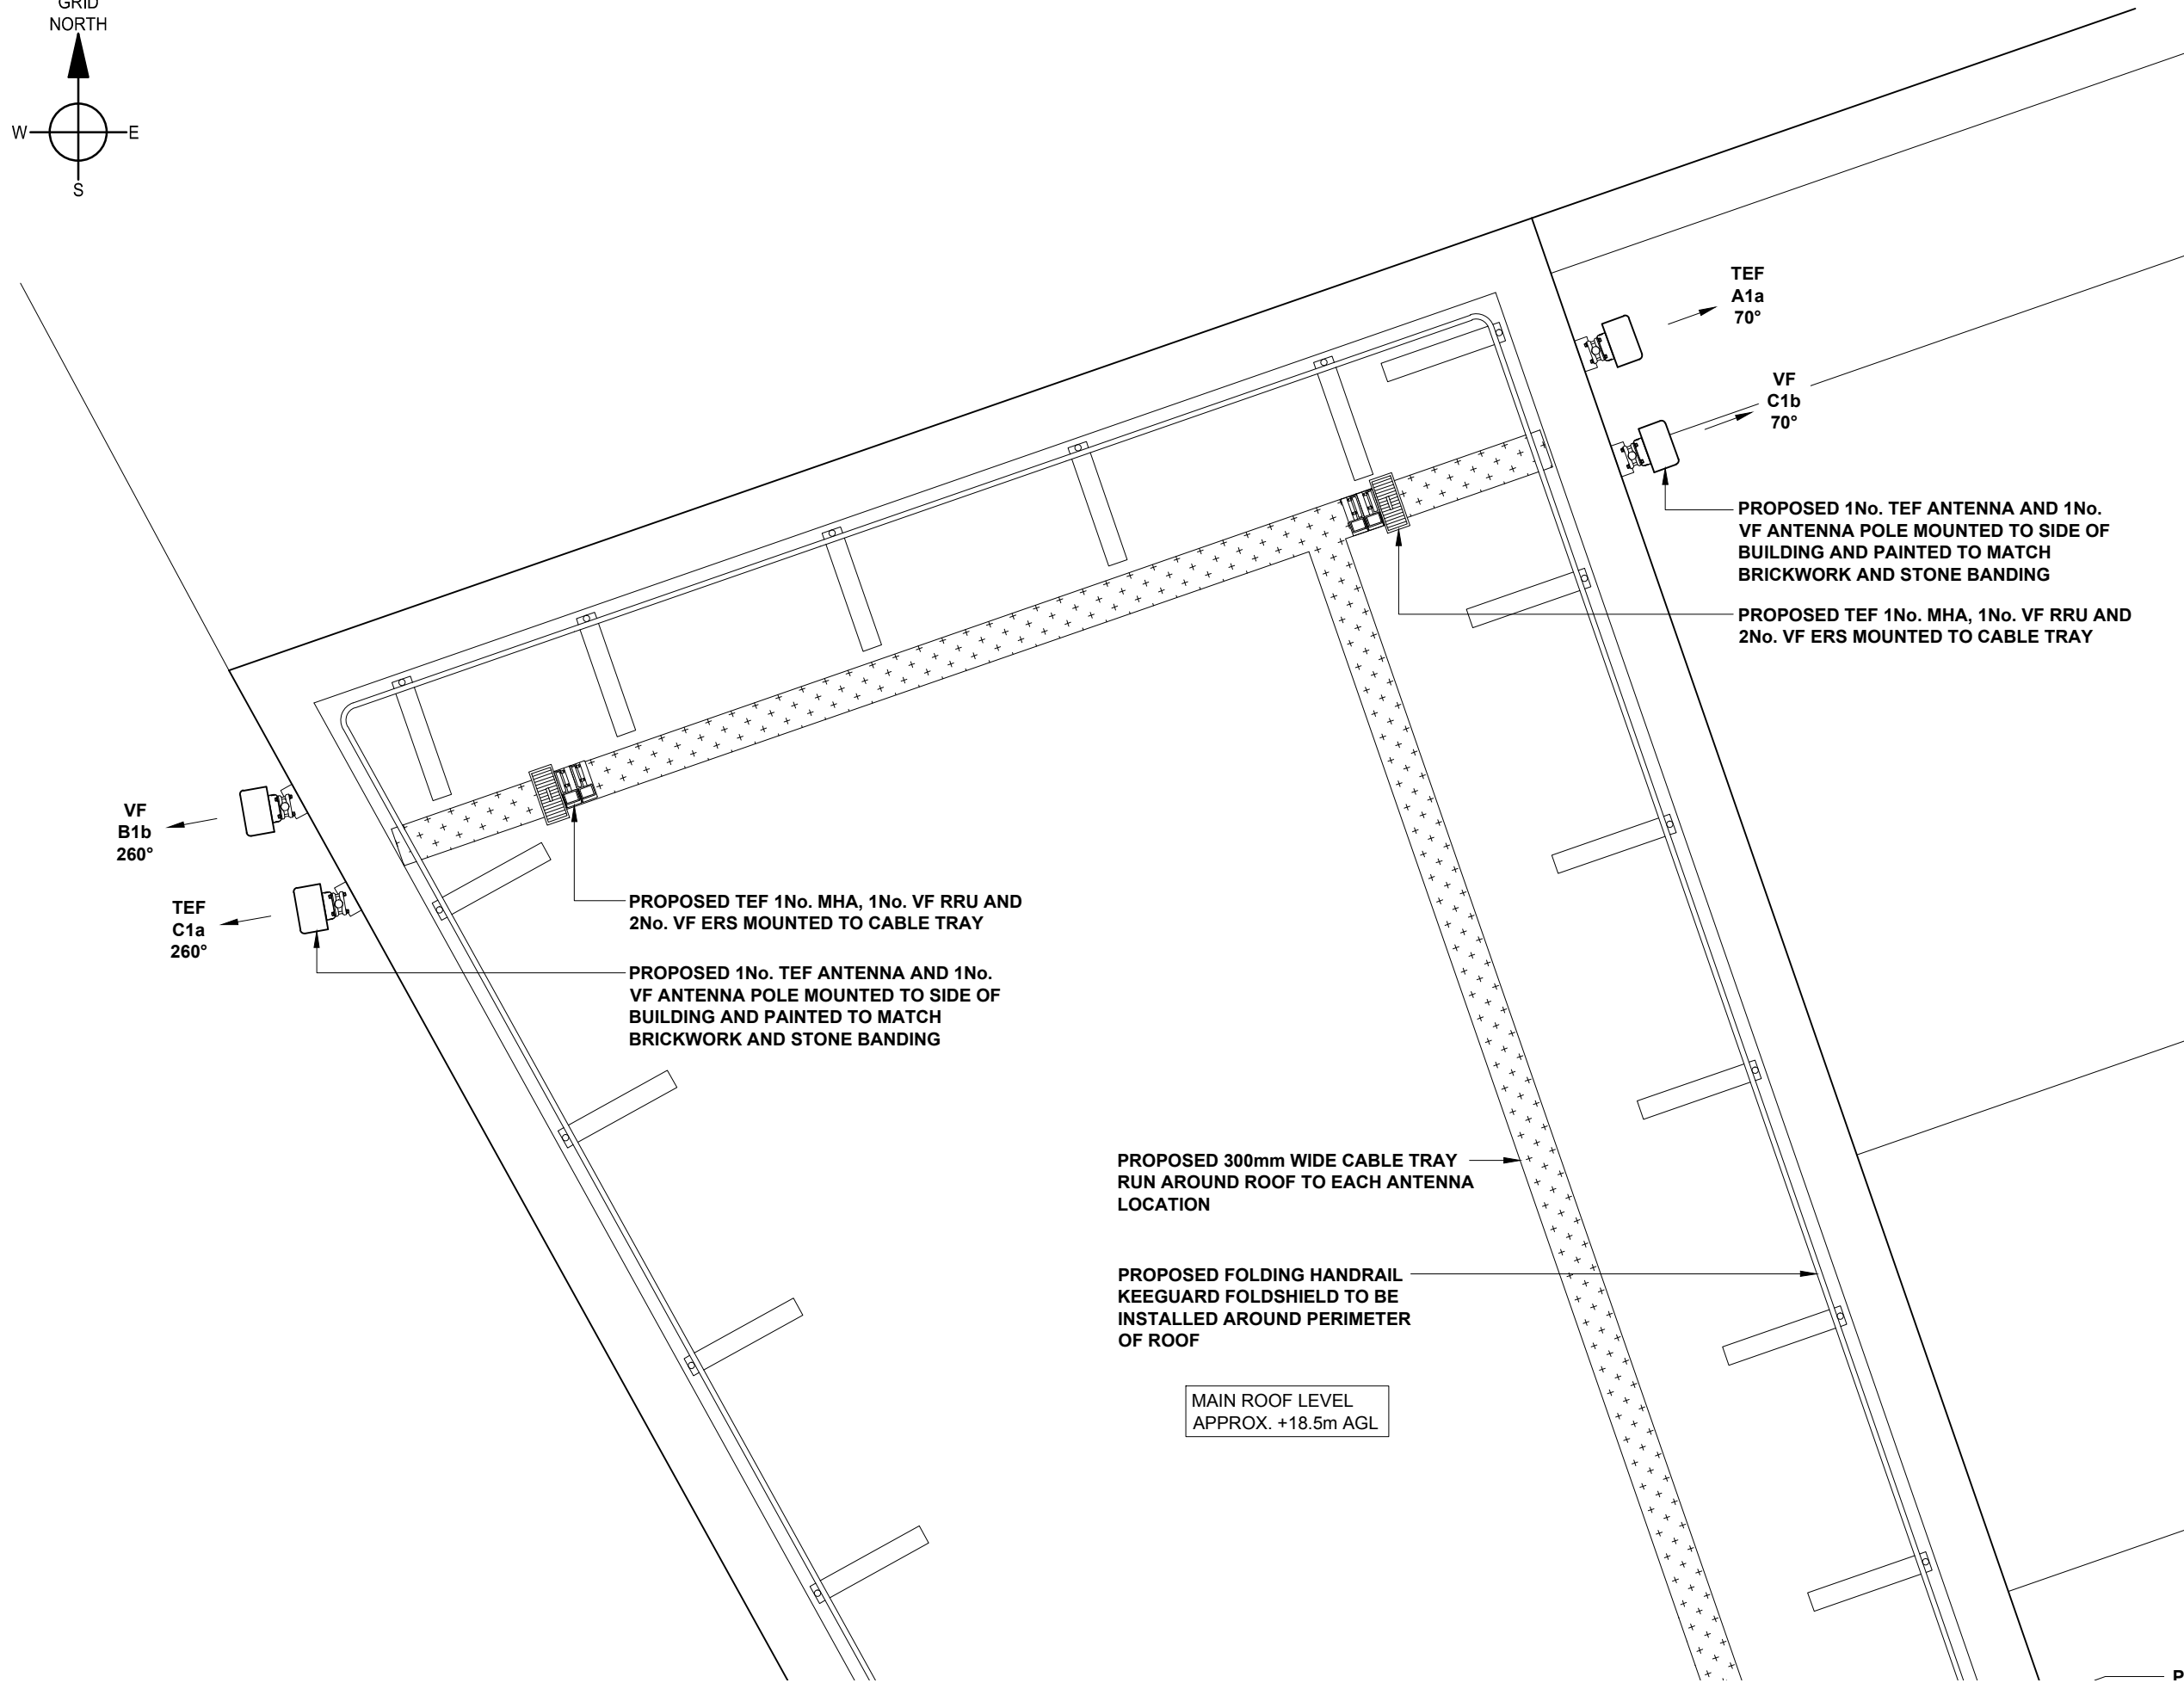 GRID
NORTH
W
E
S
TEF
A1a
70°
VF
C1b
70°
PROPOSED 1No. TEF ANTENNA AND 1No.
VF ANTENNA POLE MOUNTED TO SIDE OF
BUILDING AND PAINTED TO MATCH
BRICKWORK AND STONE BANDING
PROPOSED TEF 1No. MHA, 1No. VF RRU AND
2No. VF ERS MOUNTED TO CABLE TRAY
VF
B1b
260°
TEF
C1a
260°
PROPOSED TEF 1No. MHA, 1No. VF RRU AND
2No. VF ERS MOUNTED TO CABLE TRAY
PROPOSED 1No. TEF ANTENNA AND 1No.
VF ANTENNA POLE MOUNTED TO SIDE OF
BUILDING AND PAINTED TO MATCH
BRICKWORK AND STONE BANDING
PROPOSED 300mm WIDE CABLE TRAY
RUN AROUND ROOF TO EACH ANTENNA
LOCATION
PROPOSED FOLDING HANDRAIL
KEEGUARD FOLDSHIELD TO BE
INSTALLED AROUND PERIMETER
OF ROOF
MAIN ROOF LEVEL
APPROX. +18.5m AGL
P